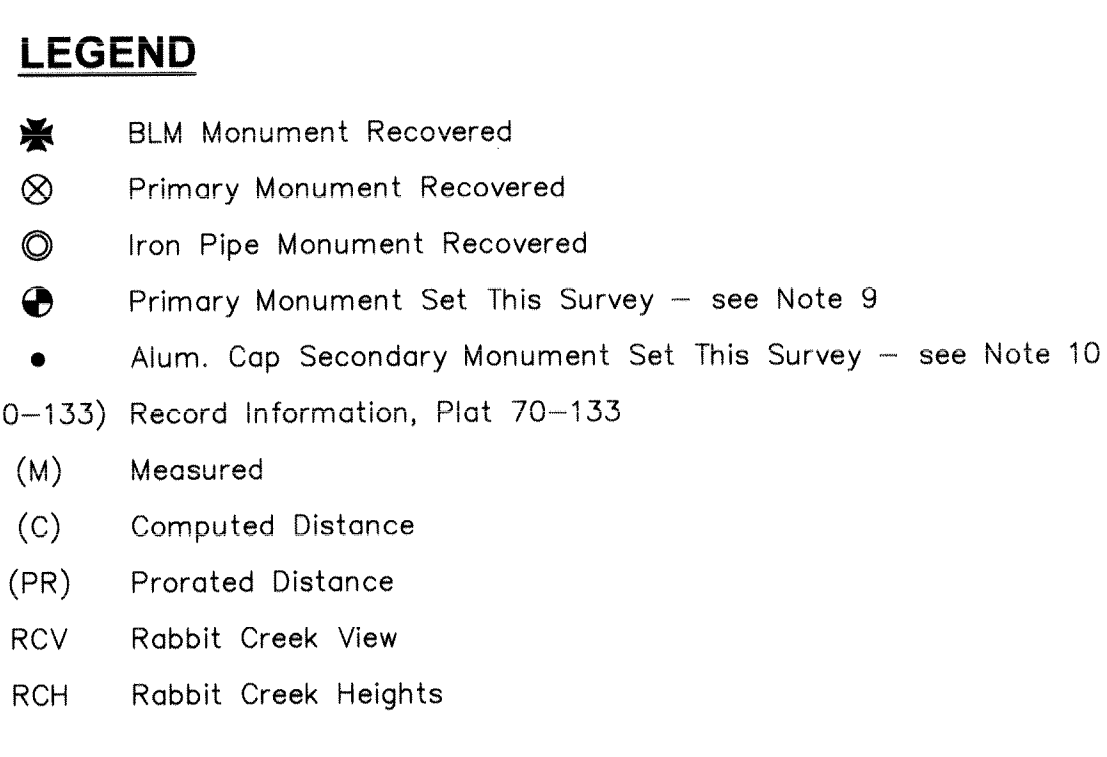 LEGEND
BLM Monument Recovered
Primary Monument Recovered
Iron Pipe Monument Recovered
Primary Monument Set This Survey – see Note 9
Alum. Cap Secondary Monument Set This Survey – see Note 10
0–133) Record Information, Plat 70–133
(M) Measured
(C) Computed Distance
(PR) Prorated Distance
RCV Rabbit Creek View
RCH Rabbit Creek Heights